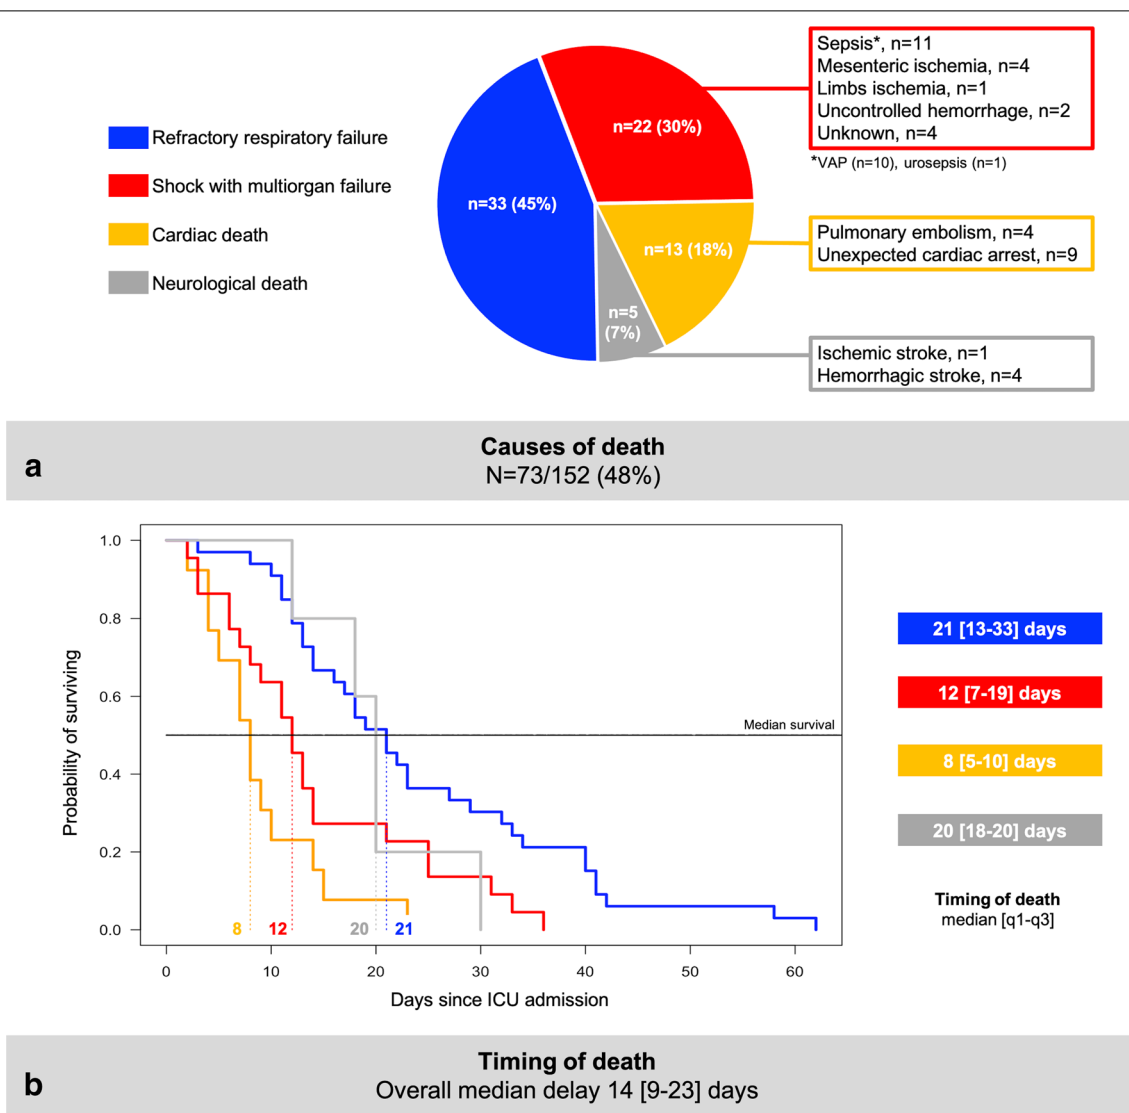 Refractory respiratory failure
Shock with multiorgan failure
Cardiac death
Neurological death
n=22 (30%)
n=33 (45%)
n=13 (18%)
n=5
(7%)
Sepsis*, n=11
Mesenteric ischemia, n=4
Limbs ischemia, n=1
Uncontrolled hemorrhage, n=2
Unknown, n=4
*VAP (n=10), urosepsis (n=1)
Pulmonary embolism, n=4
Unexpected cardiac arrest, n=9
Ischemic stroke, n=1
Hemorrhagic stroke, n=4
a
Causes of death
N=73/152 (48%)
Probability of surviving
1.0
0.8
0.6
0.4
0.2
0.0
Median survival
8
12
20
21
0
10
20
30
40
50
60
Days since ICU admission
21 [13-33] days
12 [7-19] days
8 [5-10] days
20 [18-20] days
Timing of death
median [q1-q3]
b
Timing of death
Overall median delay 14 [9-23] days